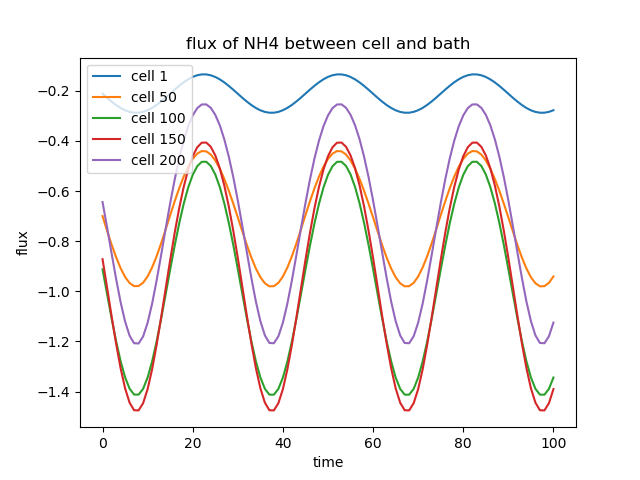 flux of NH4 between cell and bath
cell 1
cell 50
cell 100
cell 150
cell 200
−0.2
−0.4
−0.6
−0.8
−1.0
−1.2
−1.4
flux
0 20 40 60 80 100
time